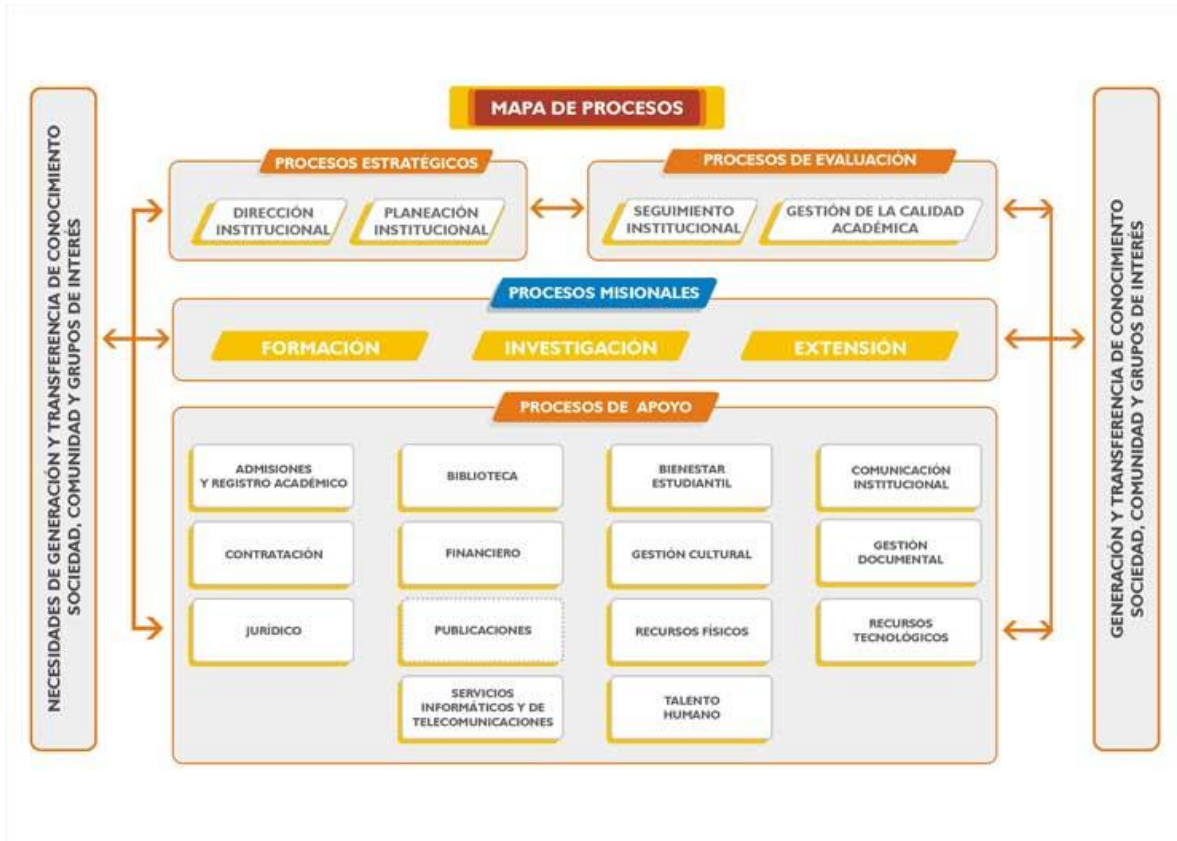 MAPA DE PROCESOS
NECESIDADES DE GENERACIÓN Y TRANSFERENCIA DE CONOCIMIENTO
SOCIEDAD, COMUNIDAD Y GRUPOS DE INTERÉS
PROCESOS ESTRATÉGICOS
DIRECCIÓN
INSTITUCIONAL
PLANEACIÓN
INSTITUCIONAL
PROCESOS DE EVALUACIÓN
SEGUIMIENTO
INSTITUCIONAL
GESTIÓN DE LA CALIDAD
ACADÉMICA
PROCESOS MISIONALES
FORMACIÓN
INVESTIGACIÓN
EXTENSIÓN
PROCESOS DE APOYO
ADMISIONES
Y REGISTRO ACADÉMICO
BIBLIOTECA
BIENESTAR
ESTUDIANTIL
COMUNICACIÓN
INSTITUCIONAL
CONTRATACIÓN
FINANCIERO
GESTIÓN CULTURAL
GESTIÓN
DOCUMENTAL
JURÍDICO
PUBLICACIONES
RECURSOS FÍSICOS
RECURSOS
TECNOLÓGICOS
SERVICIOS
INFORMÁTICOS Y DE
TELECOMUNICACIONES
TALENTO
HUMANO
GENERACIÓN Y TRANSFERENCIA DE CONOCIMIENTO
SOCIEDAD, COMUNIDAD Y GRUPOS DE INTERÉS